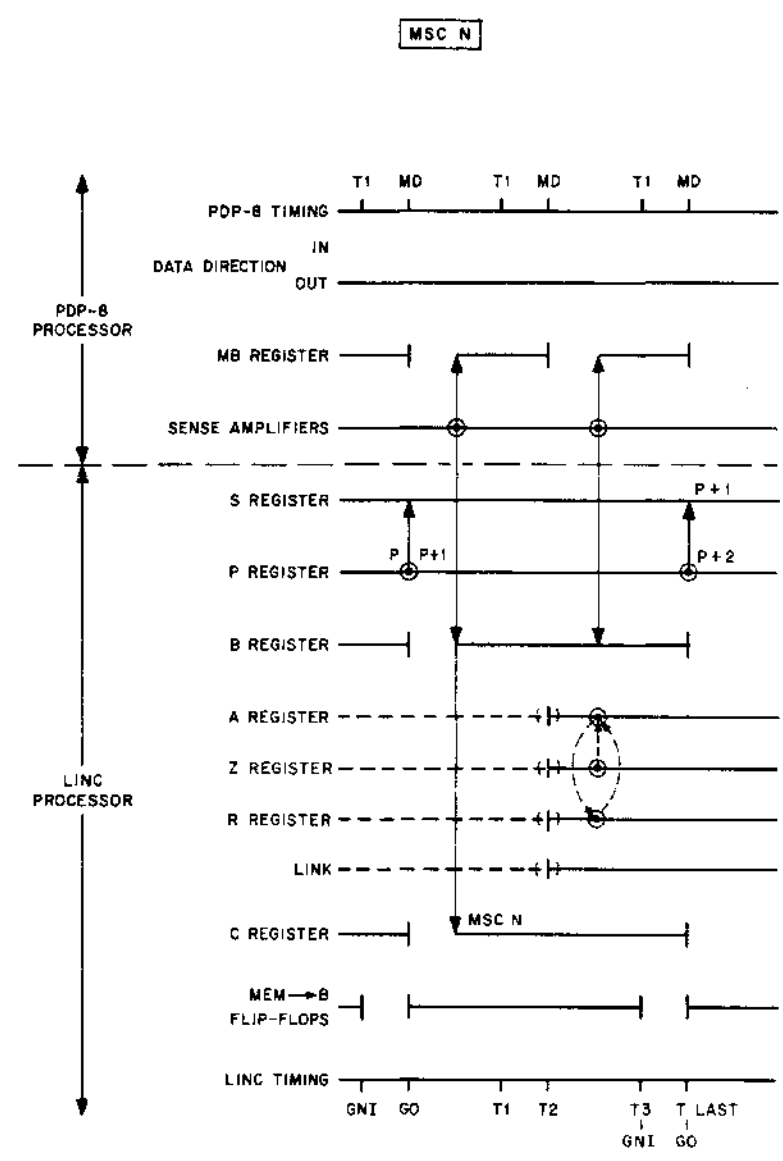 MSC N
T1 MD T1 MD T1 MD
PDP-8 TIMING
IN
DATA DIRECTION
OUT
PDP-8
PROCESSOR
MB REGISTER
SENSE AMPLIFIERS
S REGISTER
P+1
P P+1
P+2
P REGISTER
B REGISTER
A REGISTER
Z REGISTER
LINC
PROCESSOR
R REGISTER
LINK
MSC N
C REGISTER
MEM→B
FLIP-FLOPS
LINC TIMING
GNI GO T1 T2 T3 T LAST
GNI GO